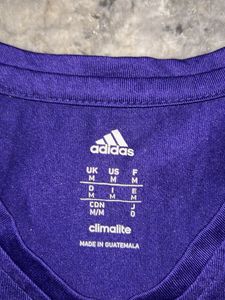 adidas
UK US F
M M M
D I E
M M M
CDN J
M/M O
climalite
MADE IN GUATEMALA